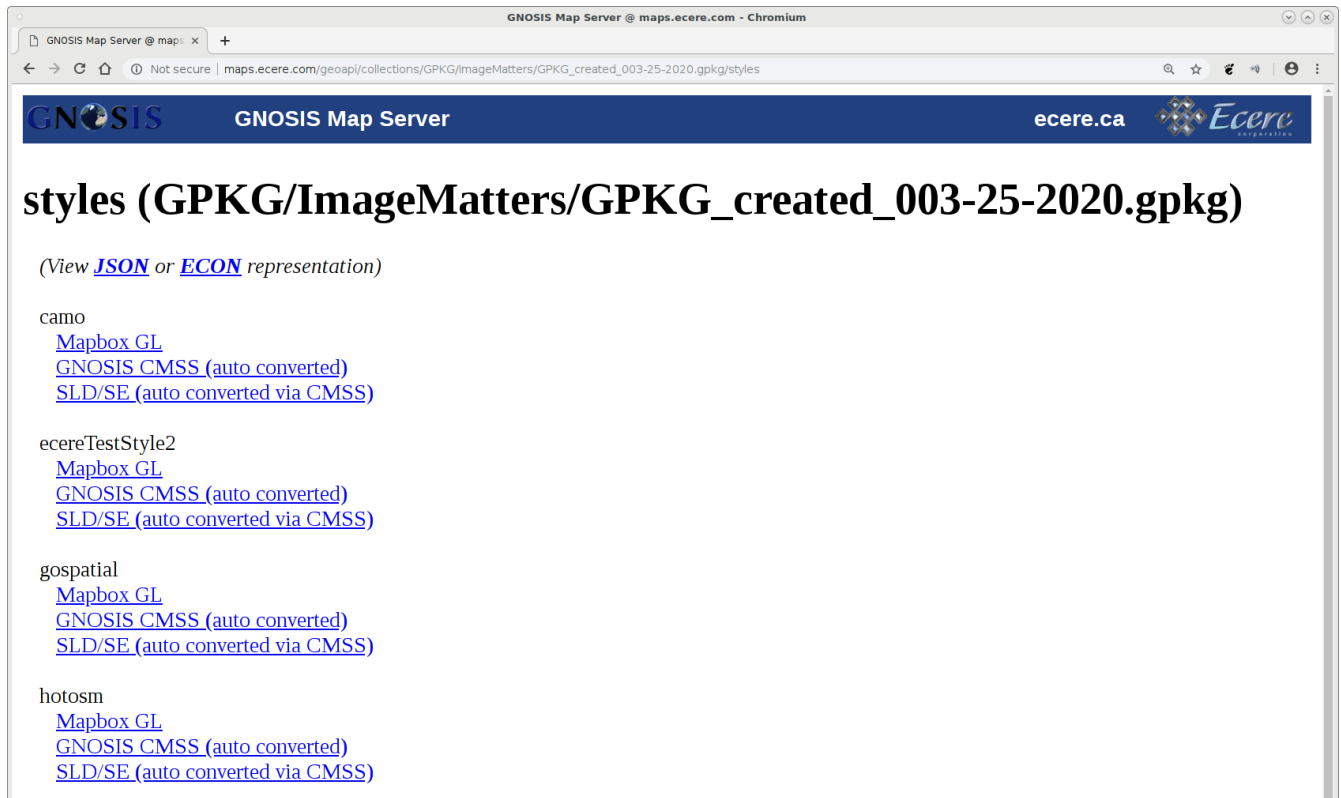 GNOSIS Map Server @ maps.ecere.com - Chromium
GNOSIS Map Server @ maps
Not secure | maps.ecere.com/geoapi/collections/GPKG/ImageMatters/GPKG_created_003-25-2020.gpkg/styles
GNOSIS GNOSIS Map Server ecere.ca Ecere corporation
styles (GPKG/ImageMatters/GPKG_created_003-25-2020.gpkg)
(View JSON or ECON representation)
camo
Mapbox GL
GNOSIS CMSS (auto converted)
SLD/SE (auto converted via CMSS)
ecereTestStyle2
Mapbox GL
GNOSIS CMSS (auto converted)
SLD/SE (auto converted via CMSS)
gospatial
Mapbox GL
GNOSIS CMSS (auto converted)
SLD/SE (auto converted via CMSS)
hotosm
Mapbox GL
GNOSIS CMSS (auto converted)
SLD/SE (auto converted via CMSS)